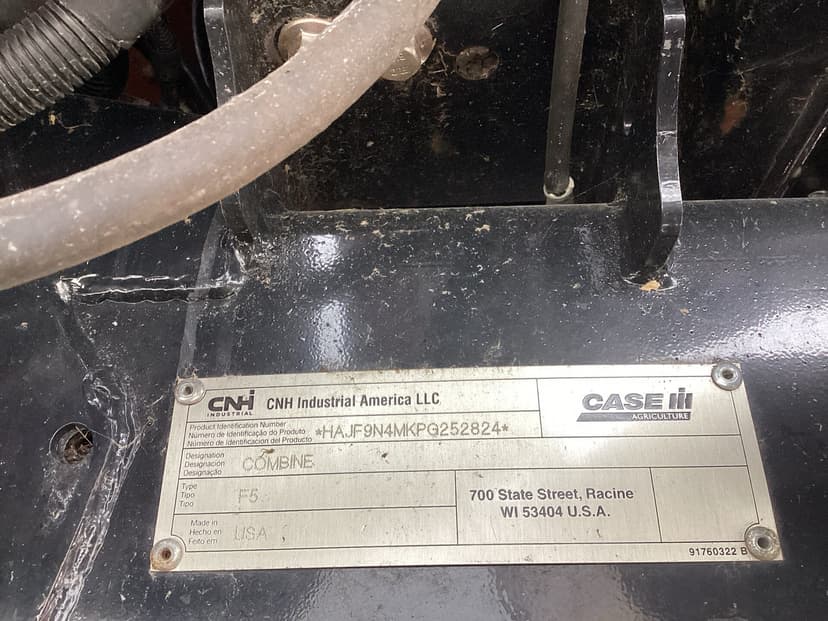 CNH
INDUSTRIAL
CNH Industrial America LLC
CASE IH
AGRICULTURE
Product Identification Number
Número de Identificação do Produto
Número de Identificacion del Producto
*HAJF9N4MKPG252824*
Designation
Designación
Designação
COMBINE
Type
Tipo
Tipo
F5
700 State Street, Racine
WI 53404 U.S.A.
Made in
Hecho en
Feito em
USA
91760322 B